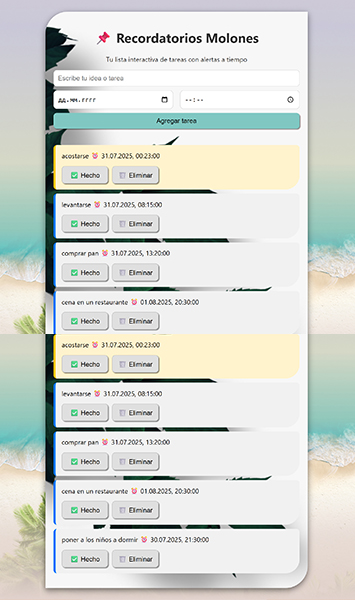 Recordatorios Molones
Tu lista interactiva de tareas con alertas a tiempo
Escribe tu idea o tarea
дд.мм.гггг
--:--
Agregar tarea
acostarse ⏰ 31.07.2025, 00:23:00
✅ Hecho 🗑️ Eliminar
levantarse ⏰ 31.07.2025, 08:15:00
✅ Hecho 🗑️ Eliminar
comprar pan ⏰ 31.07.2025, 13:20:00
✅ Hecho 🗑️ Eliminar
cena en un restaurante ⏰ 01.08.2025, 20:30:00
✅ Hecho 🗑️ Eliminar
acostarse ⏰ 31.07.2025, 00:23:00
✅ Hecho 🗑️ Eliminar
levantarse ⏰ 31.07.2025, 08:15:00
✅ Hecho 🗑️ Eliminar
comprar pan ⏰ 31.07.2025, 13:20:00
✅ Hecho 🗑️ Eliminar
cena en un restaurante ⏰ 01.08.2025, 20:30:00
✅ Hecho 🗑️ Eliminar
poner a los niños a dormir ⏰ 30.07.2025, 21:30:00
✅ Hecho 🗑️ Eliminar